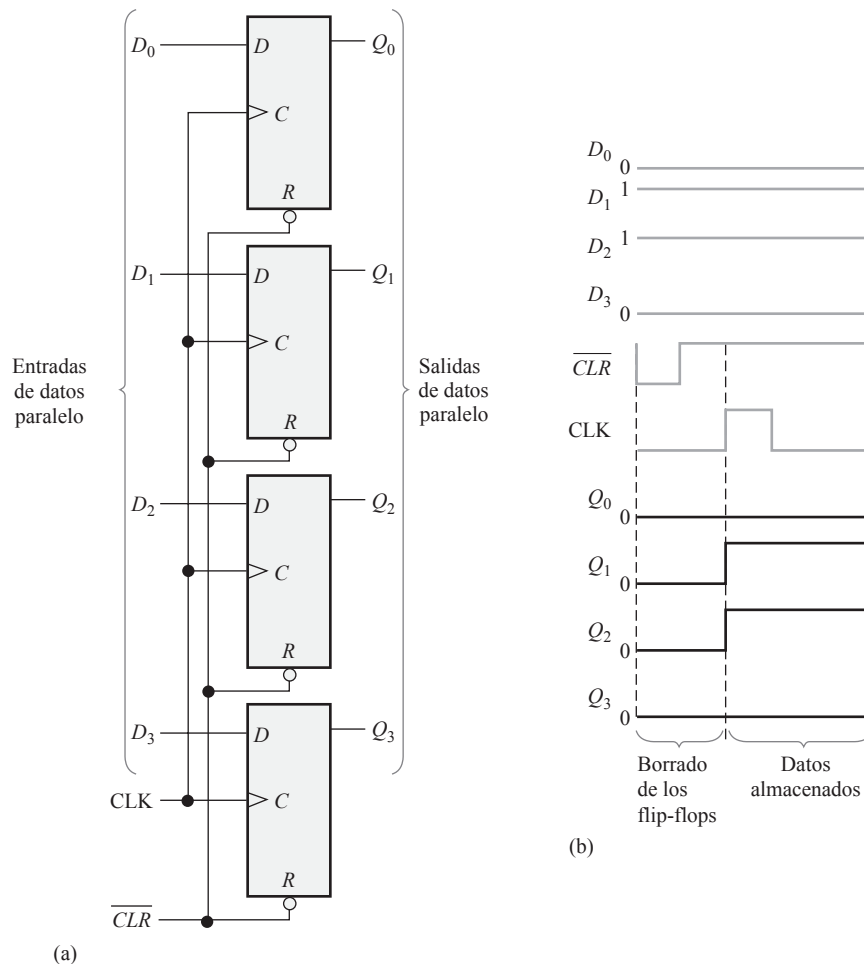 D0
D
Q0
C
R
D1
D
Q1
C
R
Entradas
de datos
paralelo
Salidas
de datos
paralelo
D2
D
Q2
C
R
D3
D
Q3
CLK
C
R
CLR
(a)
D0
0
D1
1
D2
1
D3
0
CLR
CLK
Q0
0
Q1
0
Q2
0
Q3
0
Borrado
de los
flip-flops
Datos
almacenados
(b)